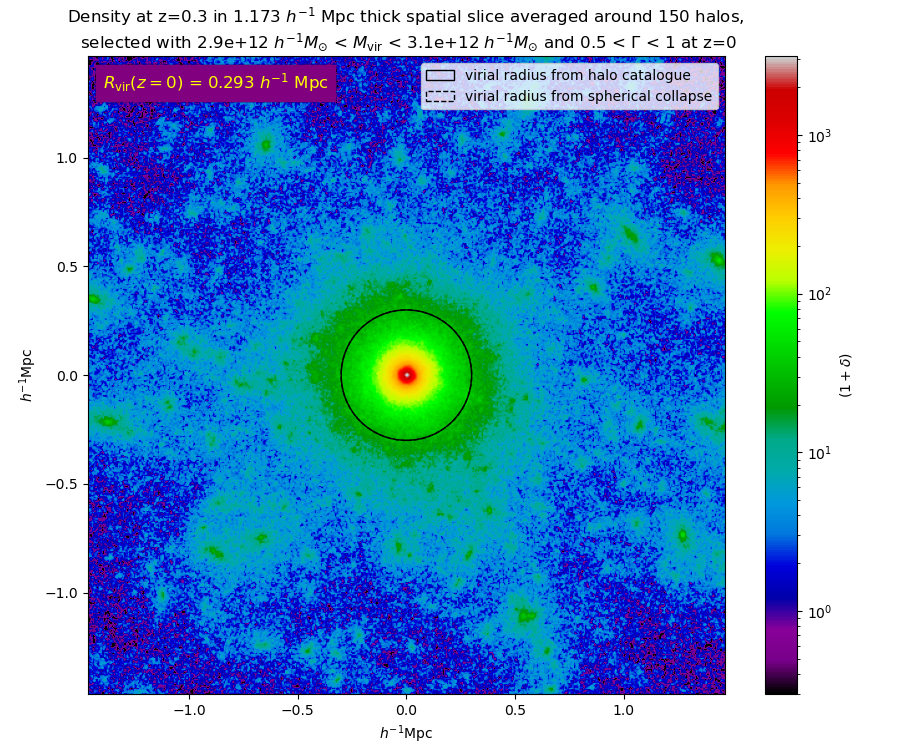 Density at z=0.3 in 1.173 h⁻¹ Mpc thick spatial slice averaged around 150 halos,
selected with 2.9e+12 h⁻¹M⊙ < Mvir < 3.1e+12 h⁻¹M⊙ and 0.5 < Γ < 1 at z=0
Rvir(z = 0) = 0.293 h⁻¹ Mpc
virial radius from halo catalogue
virial radius from spherical collapse
1.0
0.5
0.0
−0.5
−1.0
h⁻¹Mpc
−1.0 −0.5 0.0 0.5 1.0
h⁻¹Mpc
10³
10²
10¹
10⁰
(1 + δ)